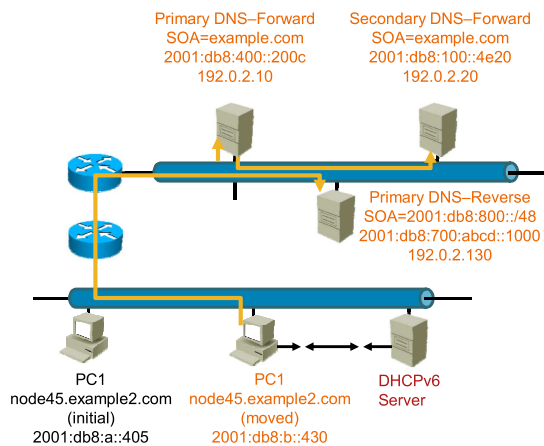 Primary DNS–Forward
SOA=example.com
2001:db8:400::200c
192.0.2.10
Secondary DNS–Forward
SOA=example.com
2001:db8:100::4e20
192.0.2.20
Primary DNS–Reverse
SOA=2001:db8:800::/48
2001:db8:700:abcd::1000
192.0.2.130
PC1
node45.example2.com
(initial)
2001:db8:a::405
PC1
node45.example2.com
(moved)
2001:db8:b::430
DHCPv6
Server